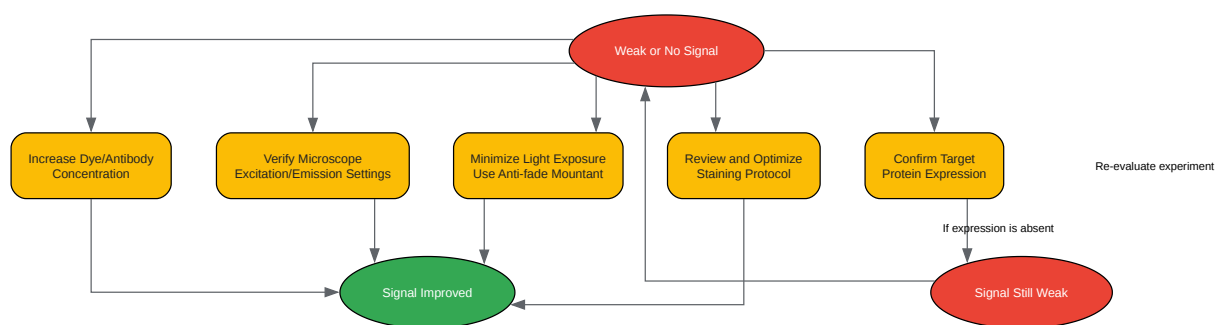 Weak or No Signal
Increase Dye/Antibody
Concentration
Verify Microscope
Excitation/Emission Settings
Minimize Light Exposure
Use Anti-fade Mountant
Review and Optimize
Staining Protocol
Confirm Target
Protein Expression
Re-evaluate experiment
If expression is absent
Signal Improved
Signal Still Weak